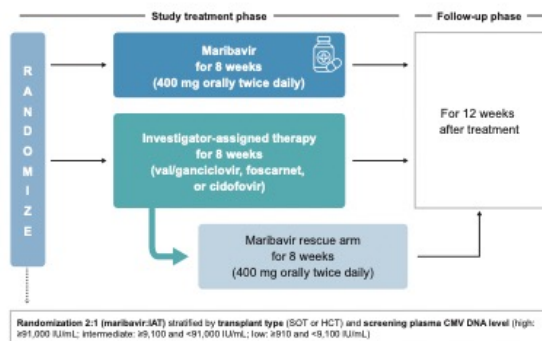 Study treatment phase
Follow-up phase
RANDOMIZE
Maribavir
for 8 weeks
(400 mg orally twice daily)
Investigator-assigned therapy
for 8 weeks
(val/ganciclovir, foscarnet,
or cidofovir)
Maribavir rescue arm
for 8 weeks
(400 mg orally twice daily)
For 12 weeks
after treatment
Randomization 2:1 (maribavir:IAT) stratified by transplant type (SOT or HCT) and screening plasma CMV DNA level (high:
≥91,000 IU/mL; intermediate: ≥9,100 and <91,000 IU/mL; low: ≥910 and <9,100 IU/mL)